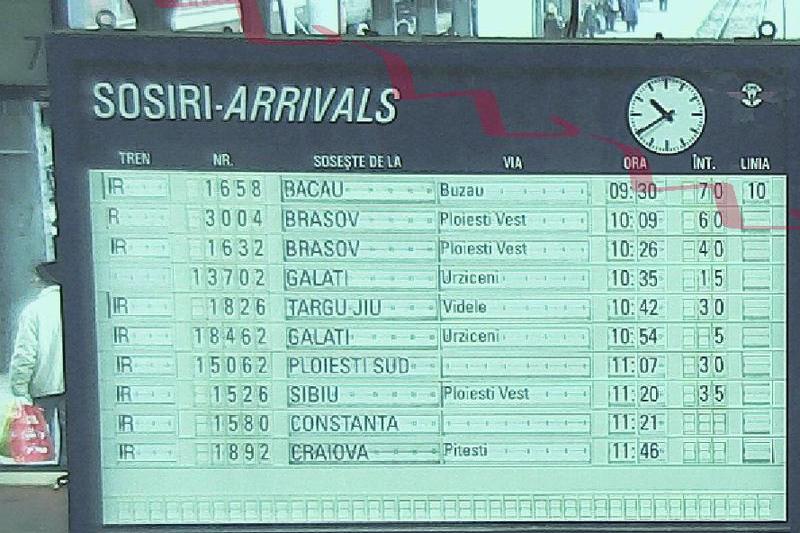 SOSIRI-ARRIVALS
TREN NR. SOSEŞTE DE LA VIA ORA ÎNT. LINIA
IR 1658 BACAU Buzau 09:30 70 10
R 3004 BRASOV Ploiesti Vest 10:09 60
IR 1632 BRASOV Ploiesti Vest 10:26 40
13702 GALATI Urziceni 10:35 15
IR 1826 TARGU JIU Videle 10:42 30
IR 18462 GALATI Urziceni 10:54 5
IR 15062 PLOIESTI SUD 11:07 30
IR 1526 SIBIU Ploiesti Vest 11:20 35
IR 1580 CONSTANTA 11:21
IR 1892 CRAIOVA Pitesti 11:46